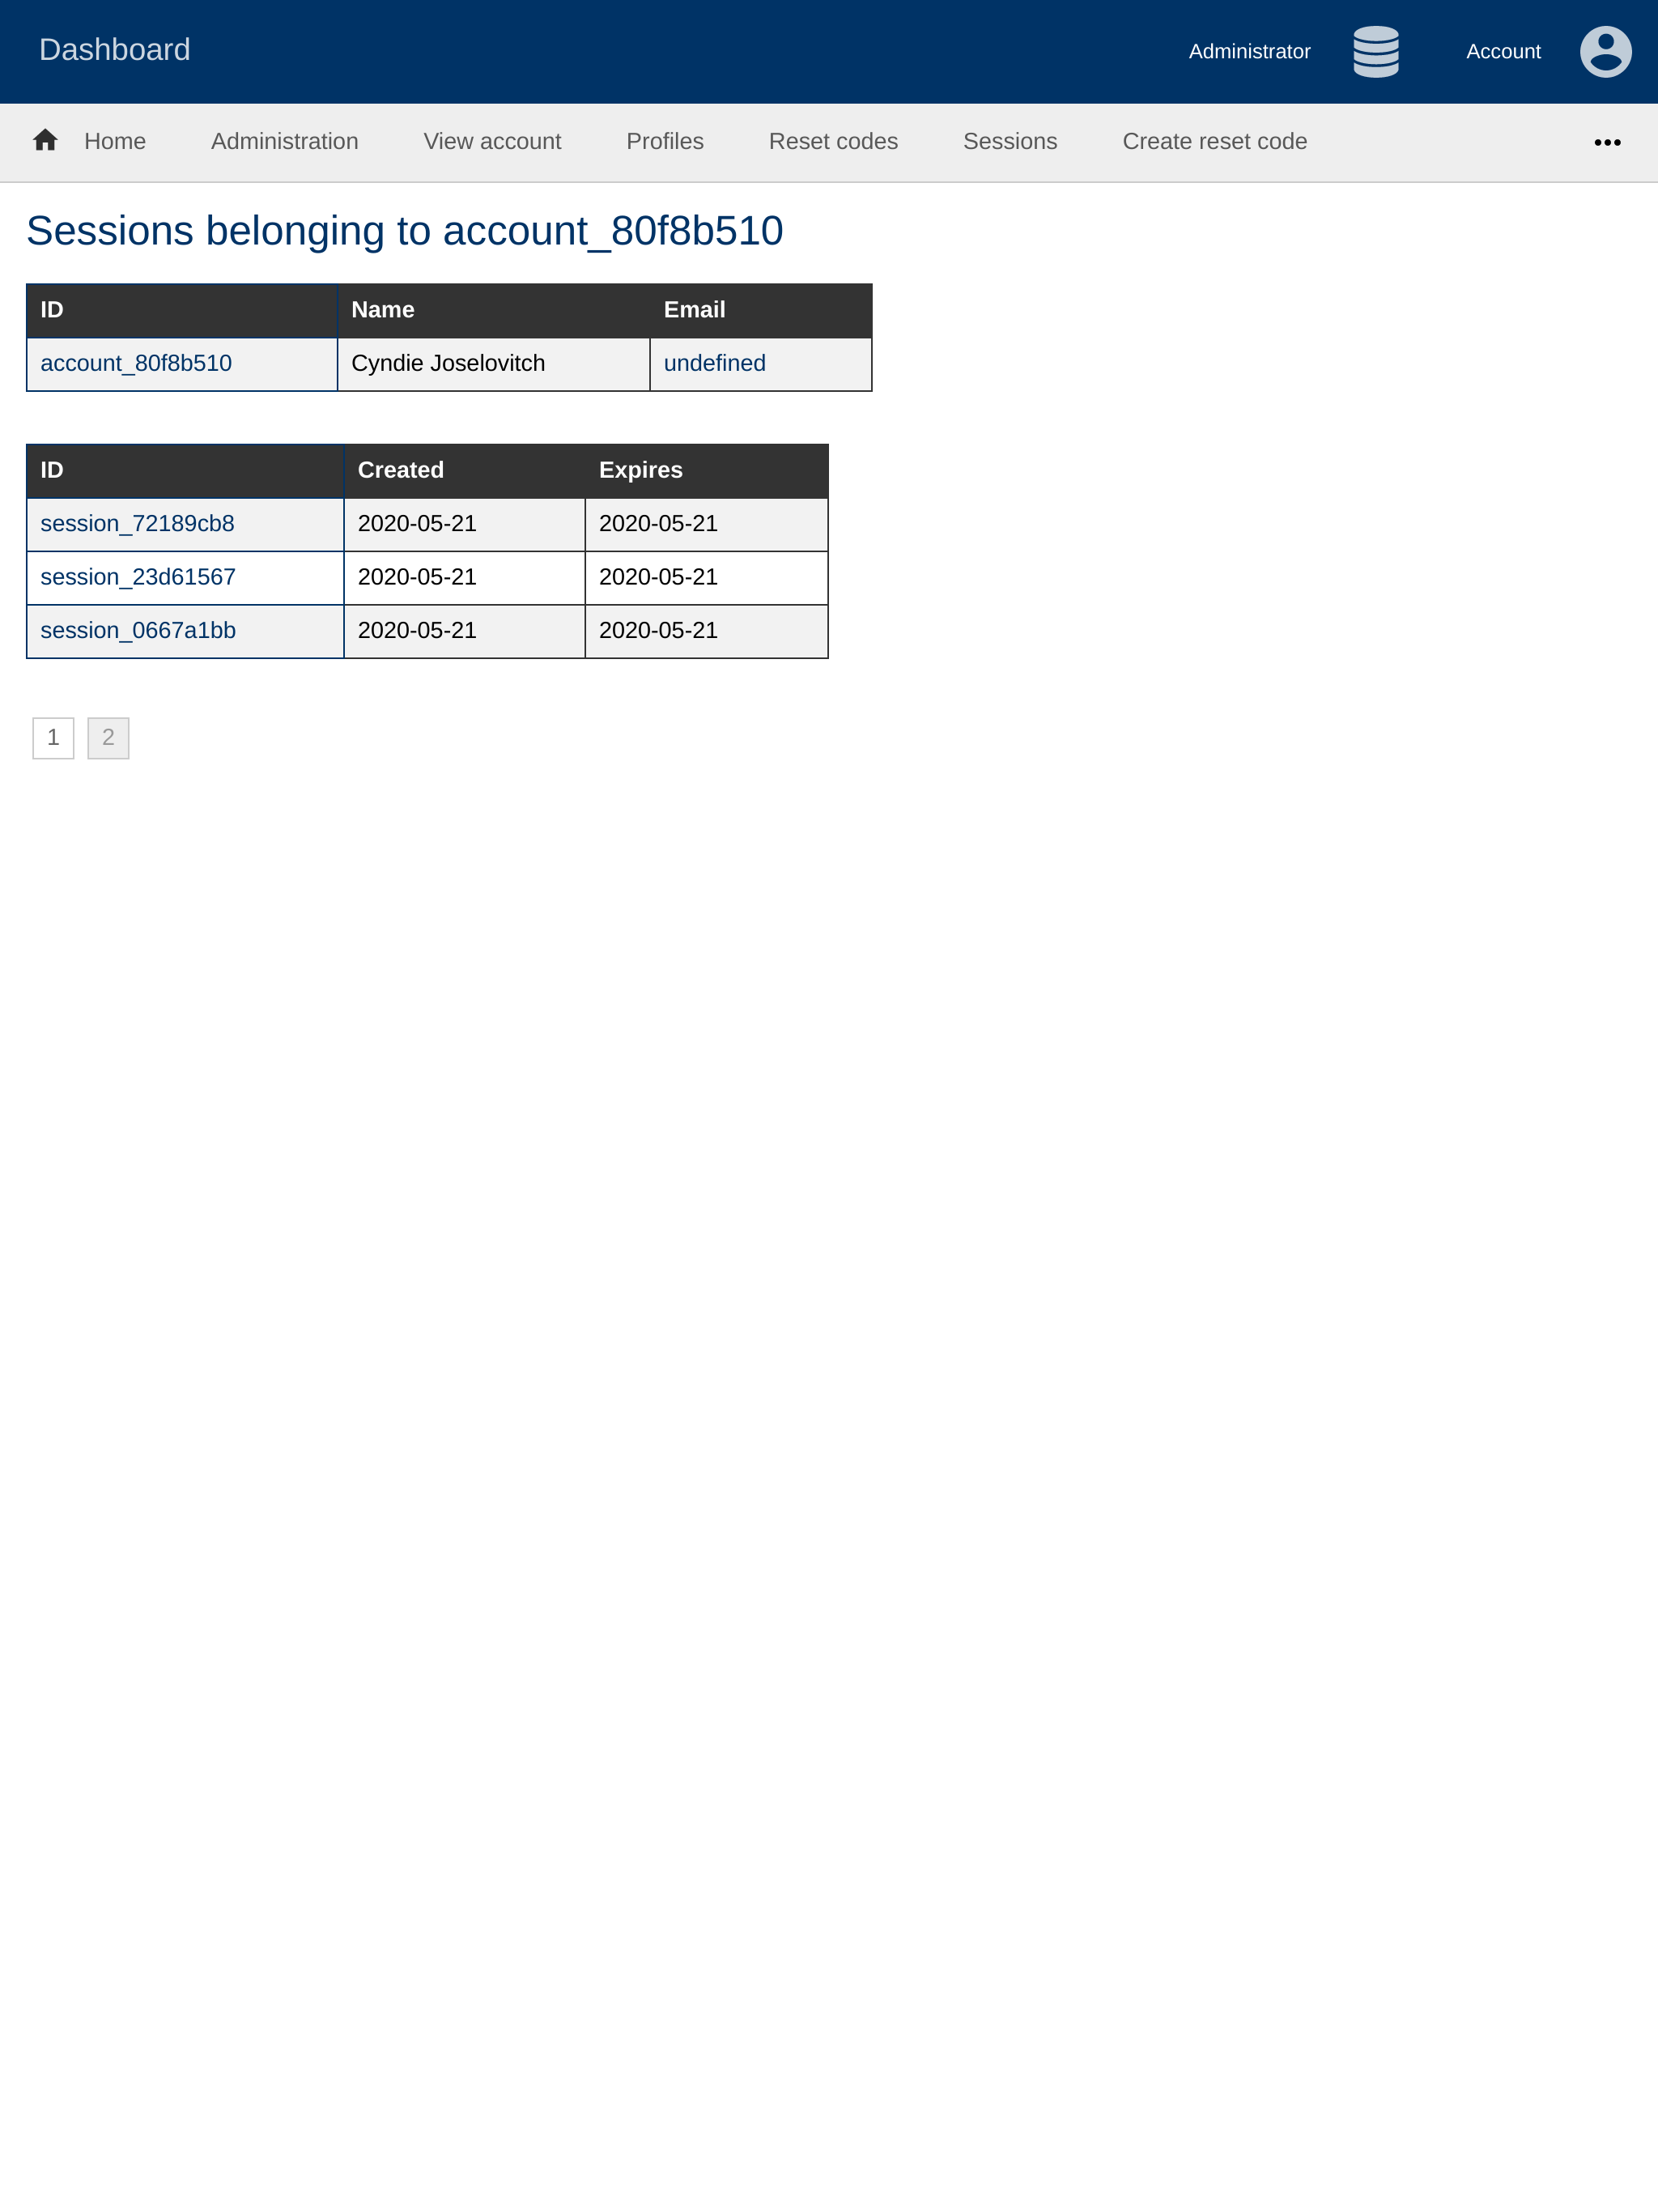 Dashboard
Administrator
Account
Home Administration View account Profiles Reset codes Sessions Create reset code
Sessions belonging to account_80f8b510
ID Name Email
account_80f8b510 Cyndie Joselovitch undefined
ID Created Expires
session_72189cb8 2020-05-21 2020-05-21
session_23d61567 2020-05-21 2020-05-21
session_0667a1bb 2020-05-21 2020-05-21
1 2